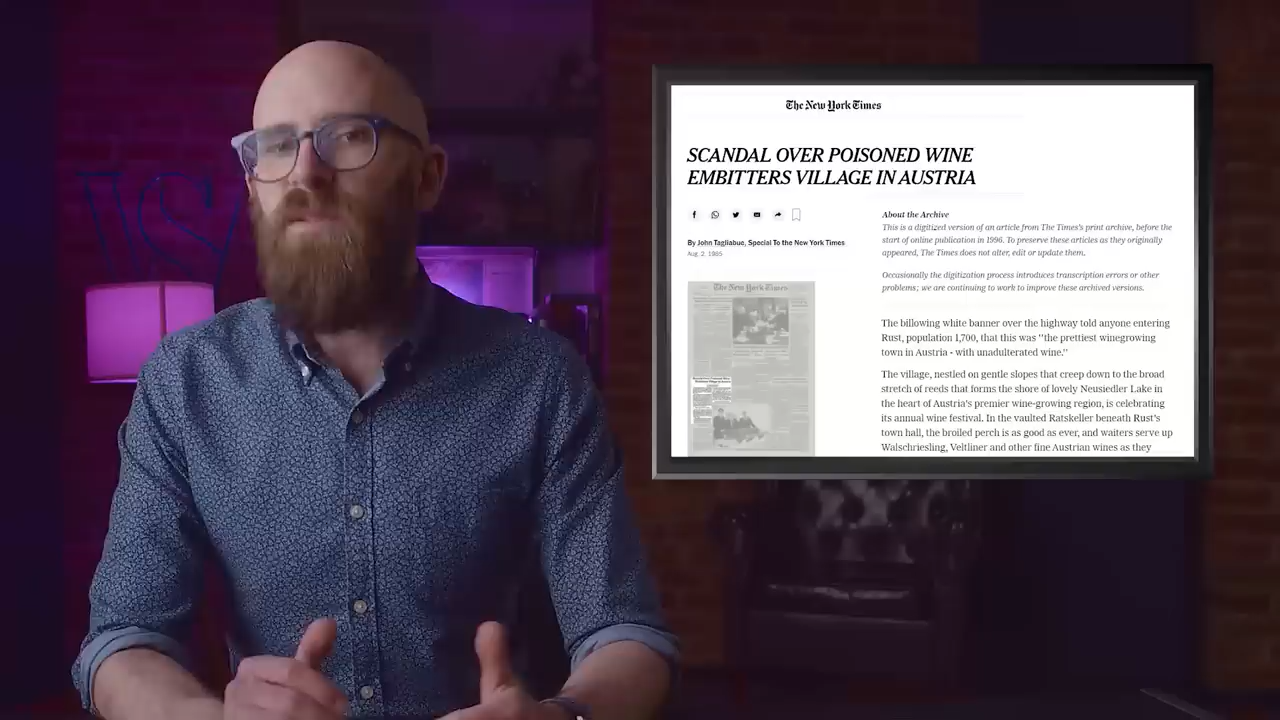 The New York Times
SCANDAL OVER POISONED WINE
EMBITTERS VILLAGE IN AUSTRIA
By John Tagliabue, Special To the New York Times
Aug. 2, 1985
The New York Times
About the Archive
This is a digitized version of an article from The Times's print archive, before the
start of online publication in 1996. To preserve these articles as they originally
appeared, The Times does not alter, edit or update them.
Occasionally the digitization process introduces transcription errors or other
problems; we are continuing to work to improve these archived versions.
The billowing white banner over the highway told anyone entering
Rust, population 1,700, that this was ''the prettiest winegrowing
town in Austria - with unadulterated wine.''
The village, nestled on gentle slopes that creep down to the broad
stretch of reeds that forms the shore of lovely Neusiedler Lake in
the heart of Austria's premier wine-growing region, is celebrating
its annual wine festival. In the vaulted Ratskeller beneath Rust's
town hall, the broiled perch is as good as ever, and waiters serve up
Walschriesling, Veltliner and other fine Austrian wines as they